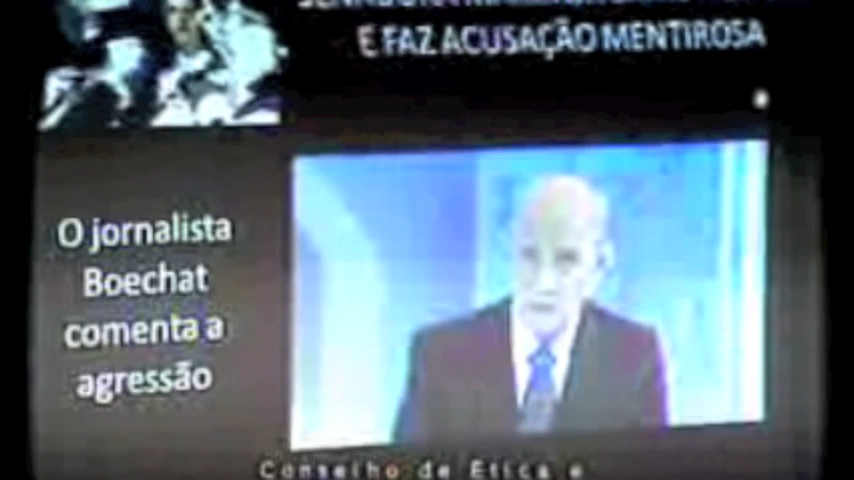 E FAZ ACUSAÇÃO MENTIROSA
O jornalista
Boechat
comenta a
agressão
Conselho de Ética e